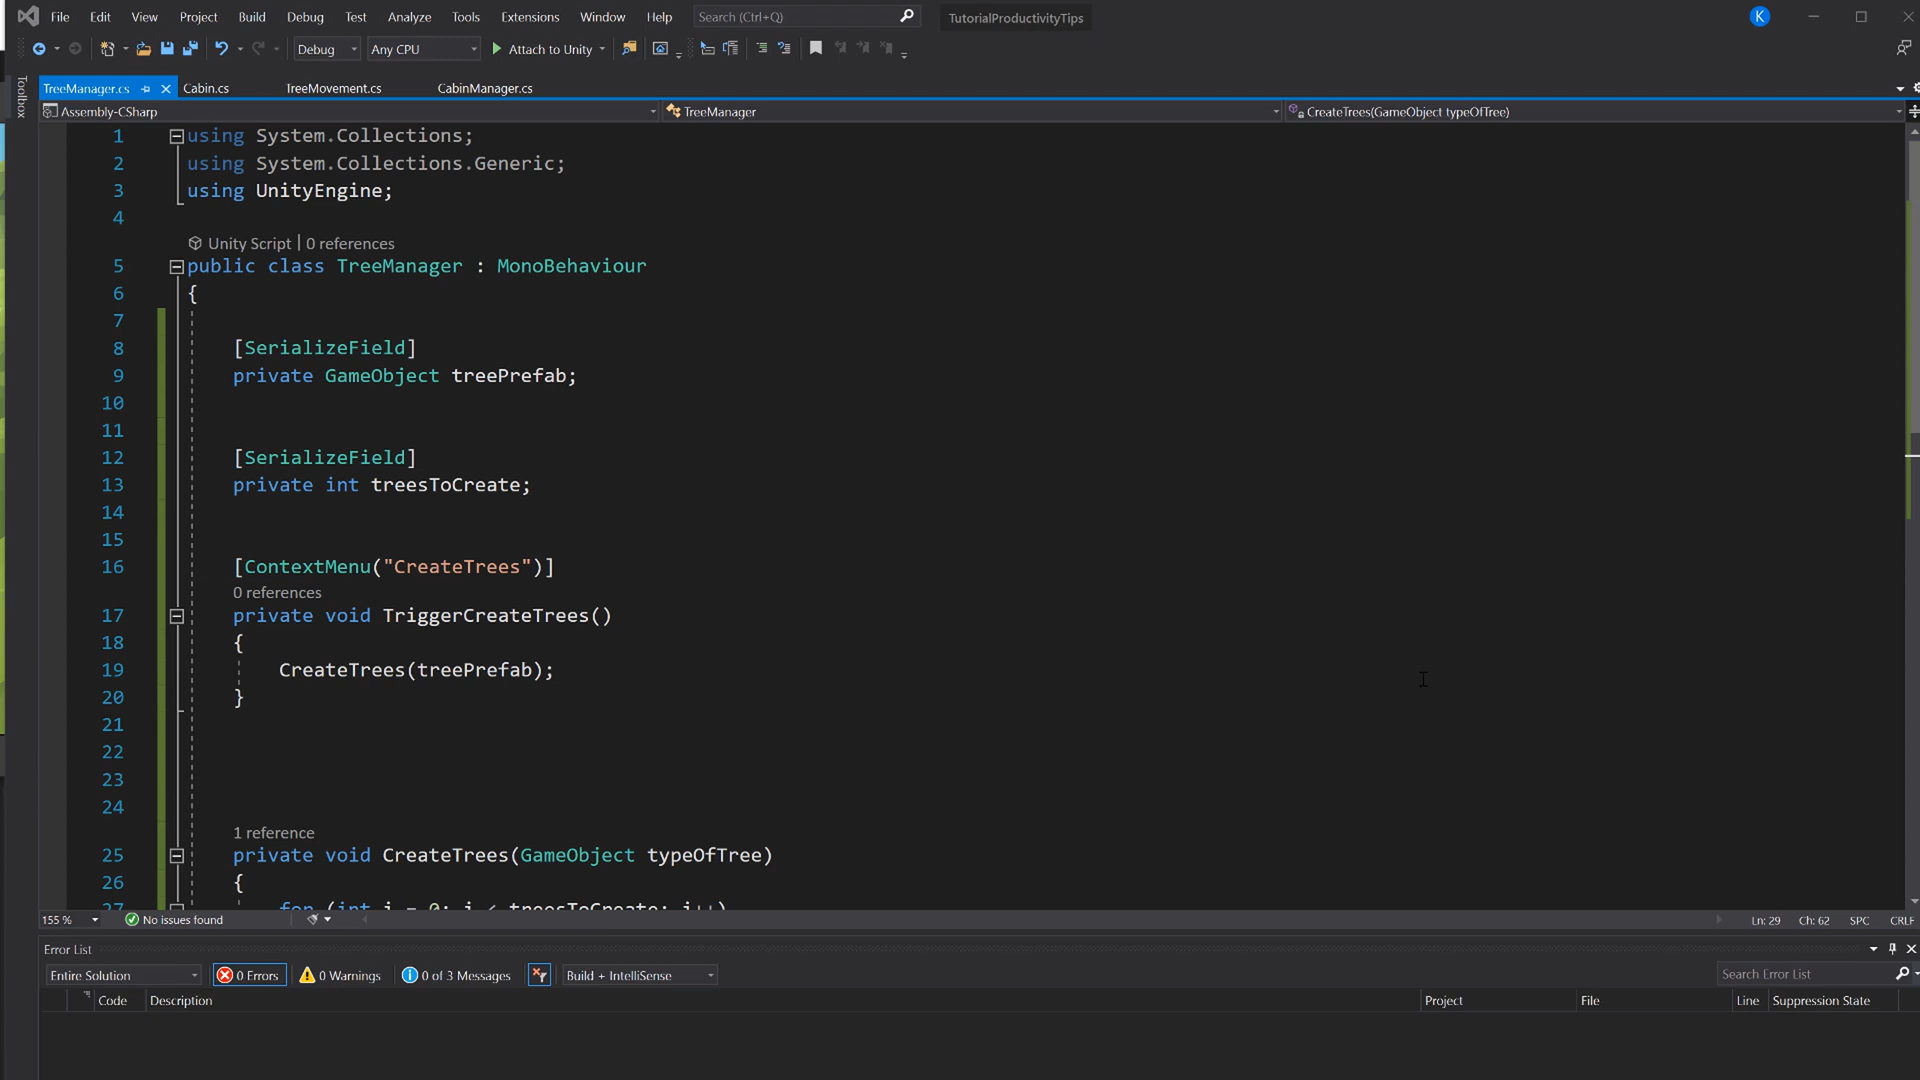 File Edit View Project Build Debug Test Analyze Tools Extensions Window Help Search (Ctrl+Q) TutorialProductivityTips K
Debug Any CPU Attach to Unity
Toolbox
TreeManager.cs Cabin.cs TreeMovement.cs CabinManager.cs
Assembly-CSharp TreeManager CreateTrees(GameObject typeOfTree)
1 using System.Collections;
2 using System.Collections.Generic;
3 using UnityEngine;
4
Unity Script | 0 references
5 public class TreeManager : MonoBehaviour
6 {
7
8 [SerializeField]
9 private GameObject treePrefab;
10
11
12 [SerializeField]
13 private int treesToCreate;
14
15
16 [ContextMenu("CreateTrees")]
0 references
17 private void TriggerCreateTrees()
18 {
19 CreateTrees(treePrefab);
20 }
21
22
23
24
1 reference
25 private void CreateTrees(GameObject typeOfTree)
26 {
27 for (int i = 0; i < treesToCreate; i++)
155 % No issues found Ln: 29 Ch: 62 SPC CRLF
Error List
Entire Solution 0 Errors 0 Warnings 0 of 3 Messages Build + IntelliSense Search Error List
Code Description Project File Line Suppression State